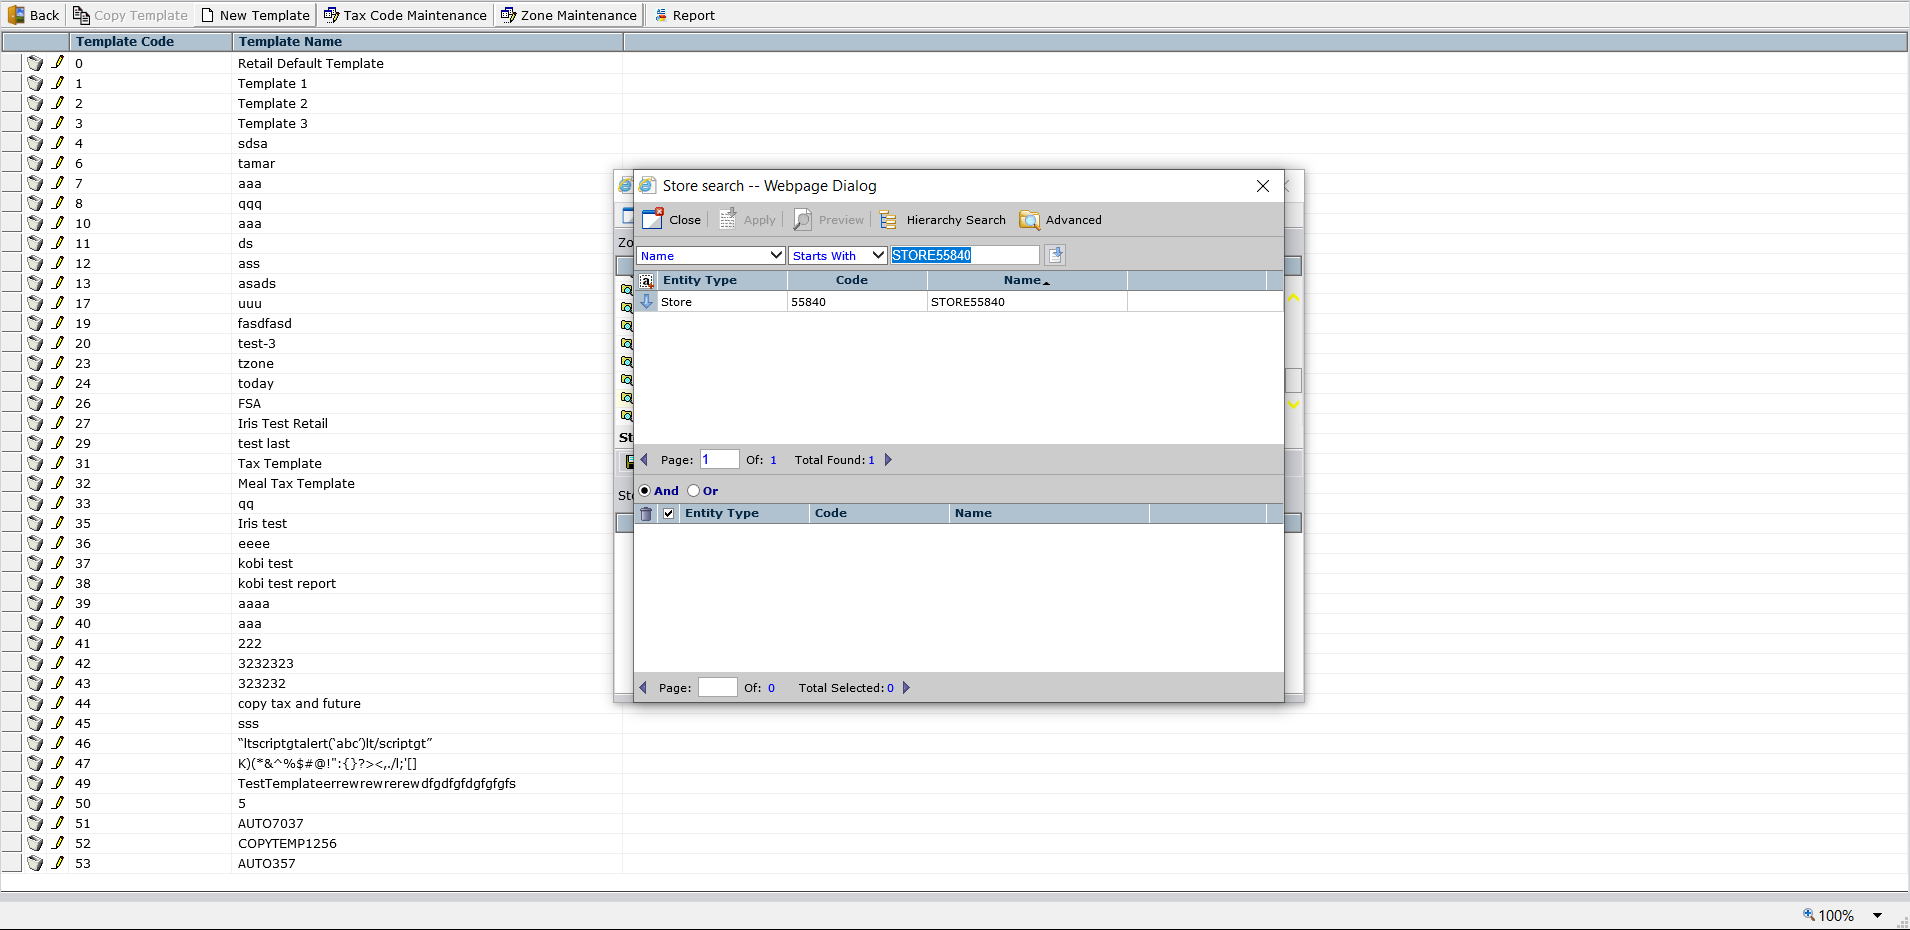 Back Copy Template New Template Tax Code Maintenance Zone Maintenance Report
Template Code Template Name
0 Retail Default Template
1 Template 1
2 Template 2
3 Template 3
4 sdsa
6 tamar
7 aaa
8 qqq
10 aaa
11 ds
12 ass
13 asads
17 uuu
19 fasdfasd
20 test-3
23 tzone
24 today
26 FSA
27 Iris Test Retail
29 test last
31 Tax Template
32 Meal Tax Template
33 qq
35 Iris test
36 eeee
37 kobi test
38 kobi test report
39 aaaa
40 aaa
41 222
42 3232323
43 323232
44 copy tax and future
45 sss
46 “ltscriptgtalert(‘abc’)lt/scriptgt”
47 K)(*&^%$#@!":{}?><,./l;'[]
49 TestTemplateerrewrewrerewdfgdfgfdgfgfgfs
50 5
51 AUTO7037
52 COPYTEMP1256
53 AUTO357
Store search -- Webpage Dialog
Close Apply Preview Hierarchy Search Advanced
Zo
Name Starts With STORE55840
a Entity Type Code Name
Store 55840 STORE55840
St
Page: 1 Of: 1 Total Found: 1
And Or
Sto
Entity Type Code Name
Page: Of: 0 Total Selected: 0
100%